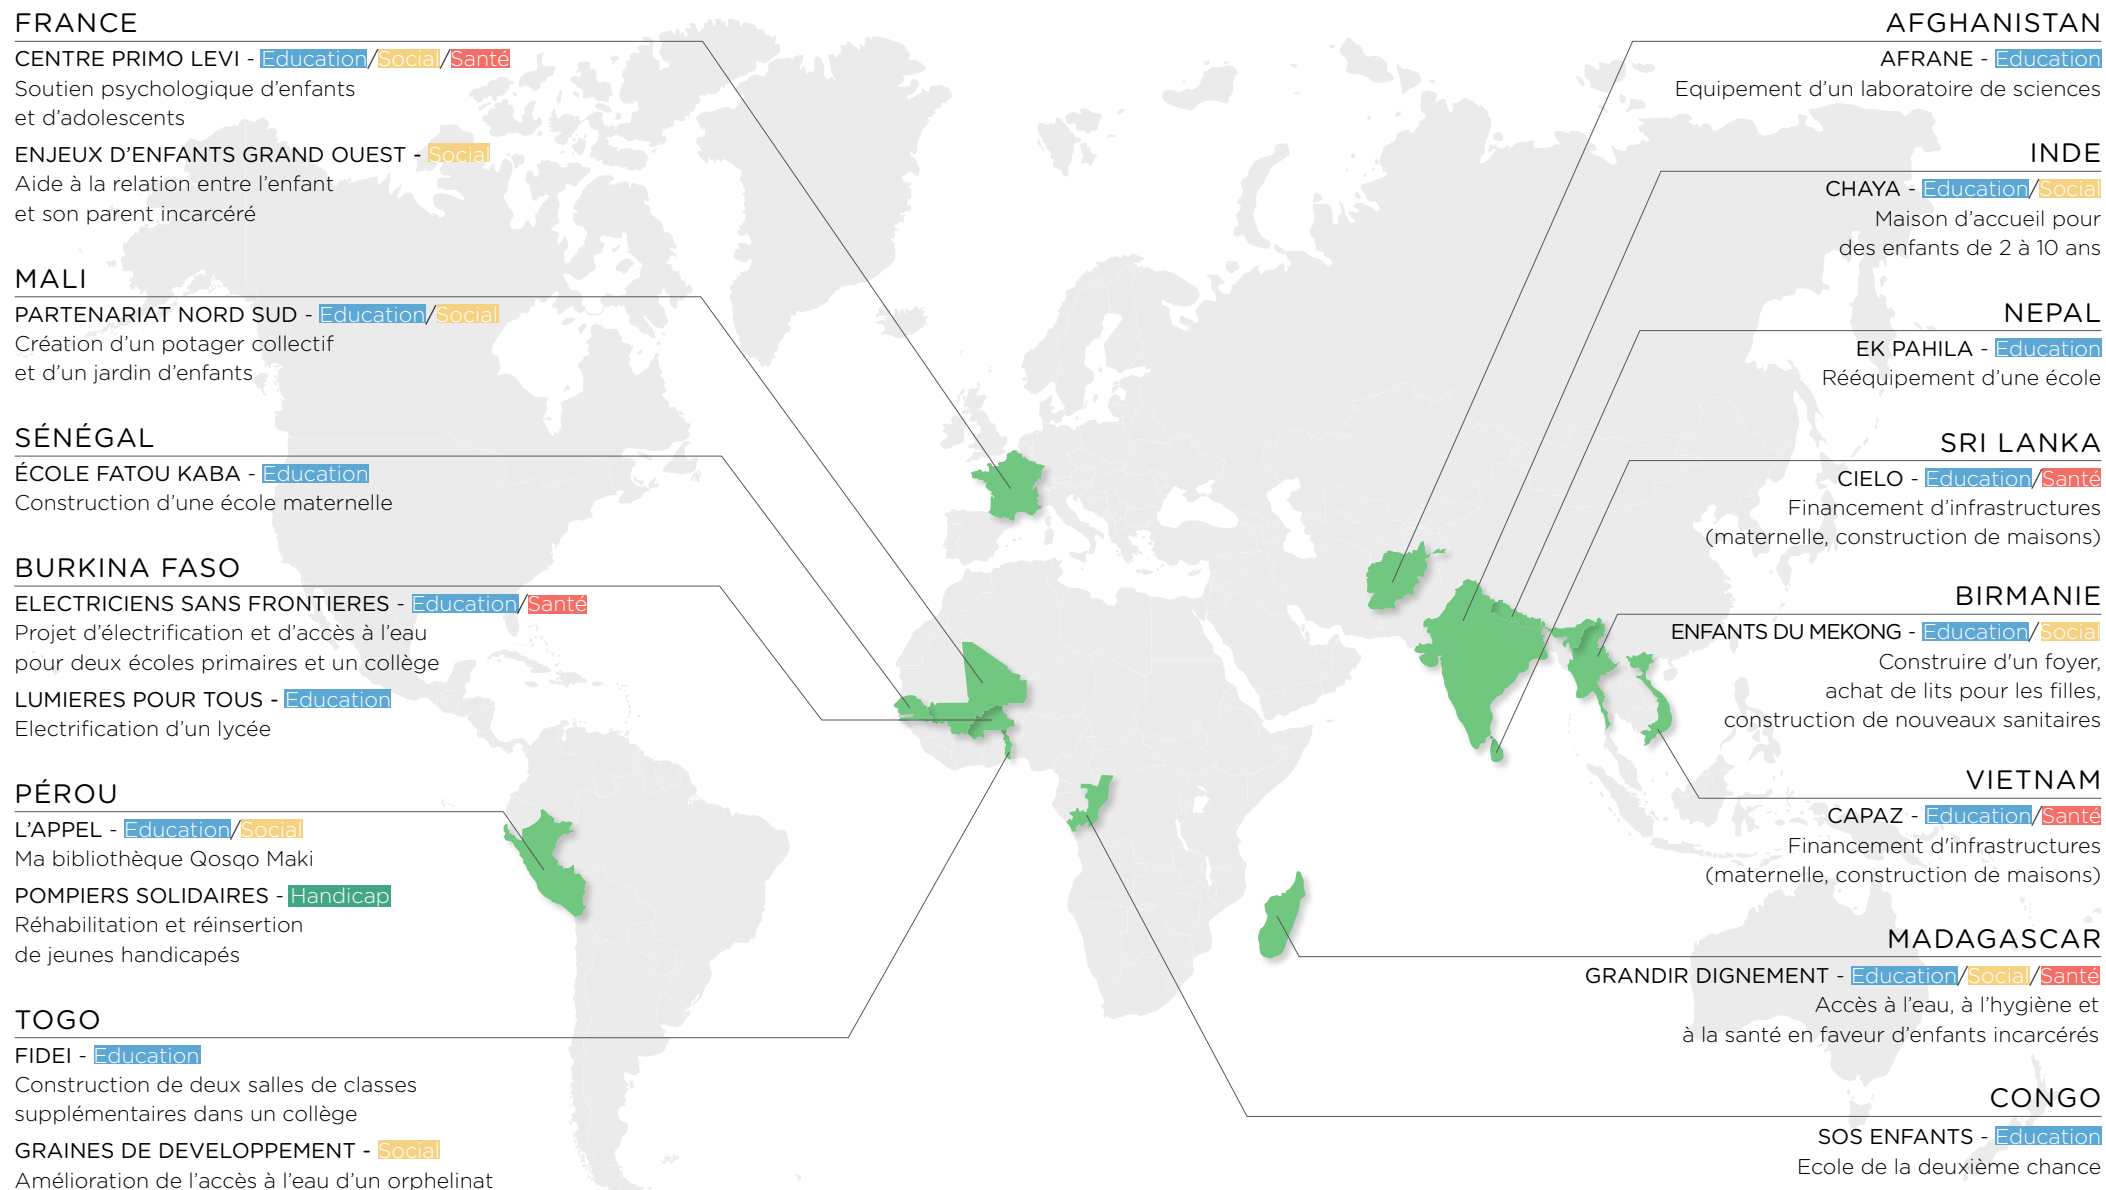 FRANCE
CENTRE PRIMO LEVI - Education/Social/Santé
Soutien psychologique d'enfants
et d'adolescents
ENJEUX D'ENFANTS GRAND OUEST - Social
Aide à la relation entre l'enfant
et son parent incarcéré
MALI
PARTENARIAT NORD SUD - Education/Social
Création d'un potager collectif
et d'un jardin d'enfants
SÉNÉGAL
ÉCOLE FATOU KABA - Education
Construction d'une école maternelle
BURKINA FASO
ELECTRICIENS SANS FRONTIERES - Education/Santé
Projet d'électrification et d'accès à l'eau
pour deux écoles primaires et un collège
LUMIERES POUR TOUS - Education
Electrification d'un lycée
PÉROU
L'APPEL - Education/Social
Ma bibliothèque Qosqo Maki
POMPIERS SOLIDAIRES - Handicap
Réhabilitation et réinsertion
de jeunes handicapés
TOGO
FIDEI - Education
Construction de deux salles de classes
supplémentaires dans un collège
GRAINES DE DEVELOPPEMENT - Social
Amélioration de l'accès à l'eau d'un orphelinat
AFGHANISTAN
AFRANE - Education
Equipement d'un laboratoire de sciences
INDE
CHAYA - Education/Social
Maison d'accueil pour
des enfants de 2 à 10 ans
NEPAL
EK PAHILA - Education
Rééquipement d'une école
SRI LANKA
CIELO - Education/Santé
Financement d'infrastructures
(maternelle, construction de maisons)
BIRMANIE
ENFANTS DU MEKONG - Education/Social
Construire d'un foyer,
achat de lits pour les filles,
construction de nouveaux sanitaires
VIETNAM
CAPAZ - Education/Santé
Financement d'infrastructures
(maternelle, construction de maisons)
MADAGASCAR
GRANDIR DIGNEMENT - Education/Social/Santé
Accès à l'eau, à l'hygiène et
à la santé en faveur d'enfants incarcérés
CONGO
SOS ENFANTS - Education
Ecole de la deuxième chance